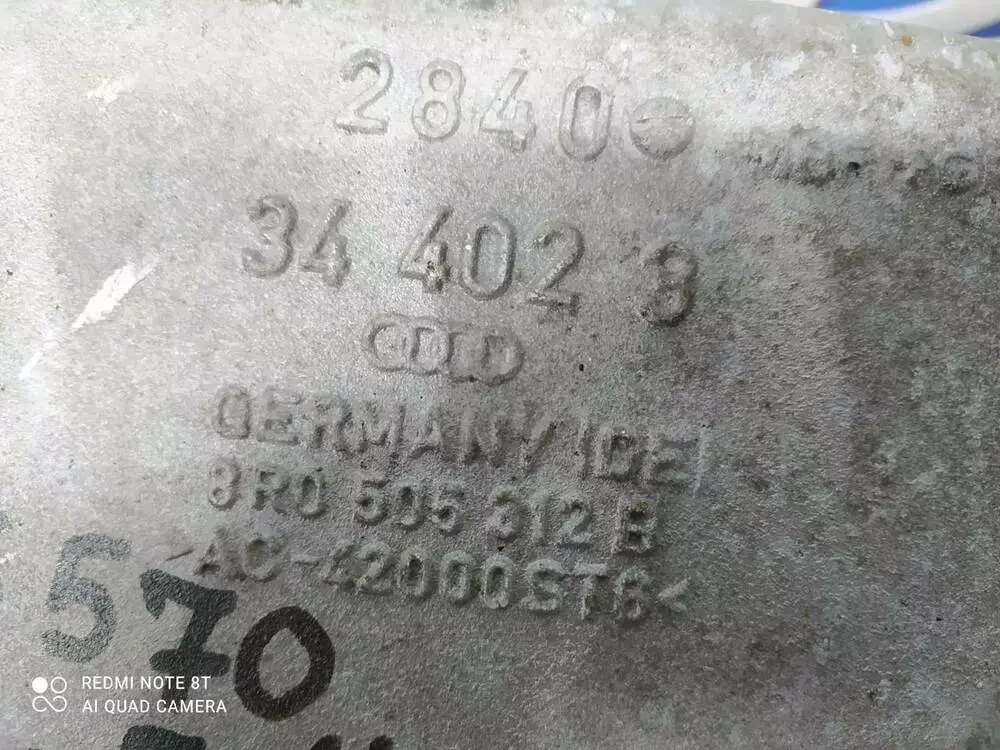 2840
34 402 3
GERMANY (DE)
8R0 505 312 B
>AC-42000ST6<
570
REDMI NOTE 8T
AI QUAD CAMERA